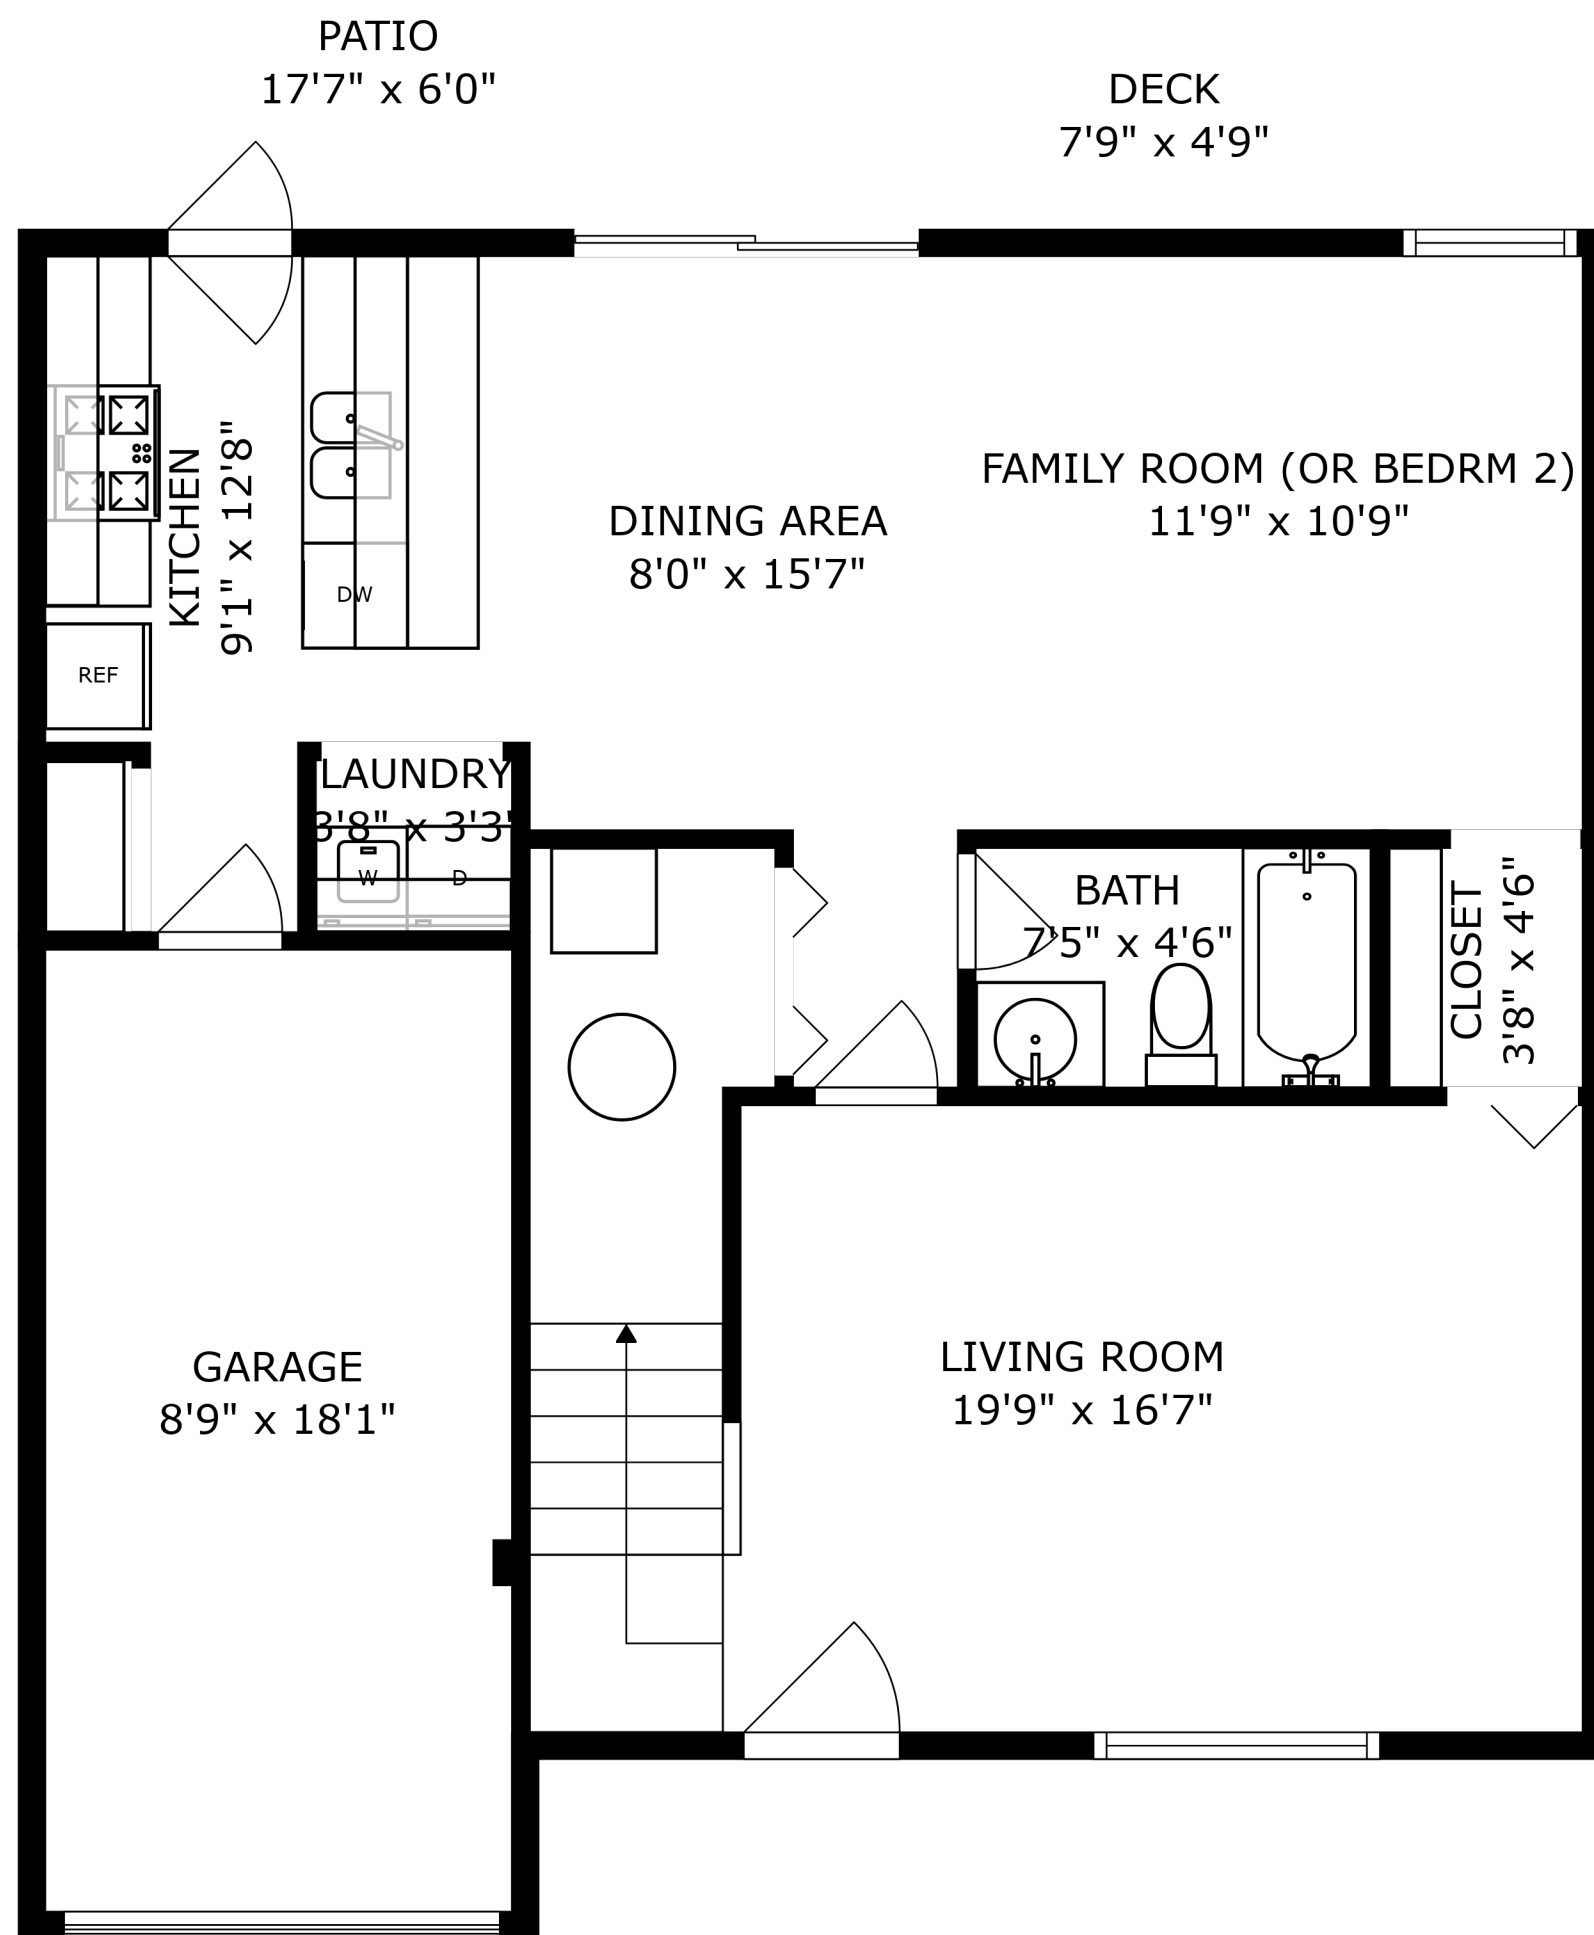 PATIO
17'7" x 6'0"
DECK
7'9" x 4'9"
KITCHEN
9'1" x 12'8"
DW
REF
DINING AREA
8'0" x 15'7"
FAMILY ROOM (OR BEDRM 2)
11'9" x 10'9"
LAUNDRY
3'8" x 3'3"
W
D
BATH
7'5" x 4'6"
CLOSET
3'8" x 4'6"
GARAGE
8'9" x 18'1"
LIVING ROOM
19'9" x 16'7"